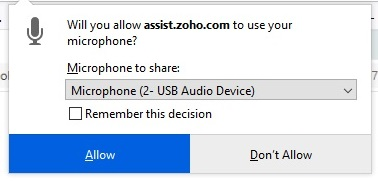 Will you allow assist.zoho.com to use your
microphone?
Microphone to share:
Microphone (2- USB Audio Device)
Remember this decision
Allow
Don't Allow